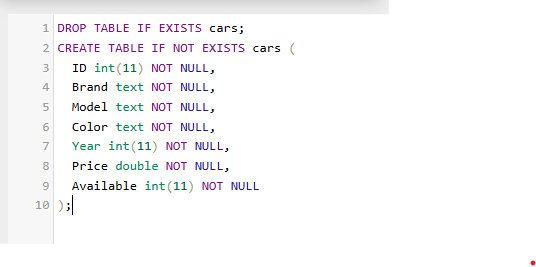 1 DROP TABLE IF EXISTS cars;
2 CREATE TABLE IF NOT EXISTS cars (
3 ID int(11) NOT NULL,
4 Brand text NOT NULL,
5 Model text NOT NULL,
6 Color text NOT NULL,
7 Year int(11) NOT NULL,
8 Price double NOT NULL,
9 Available int(11) NOT NULL
10 );